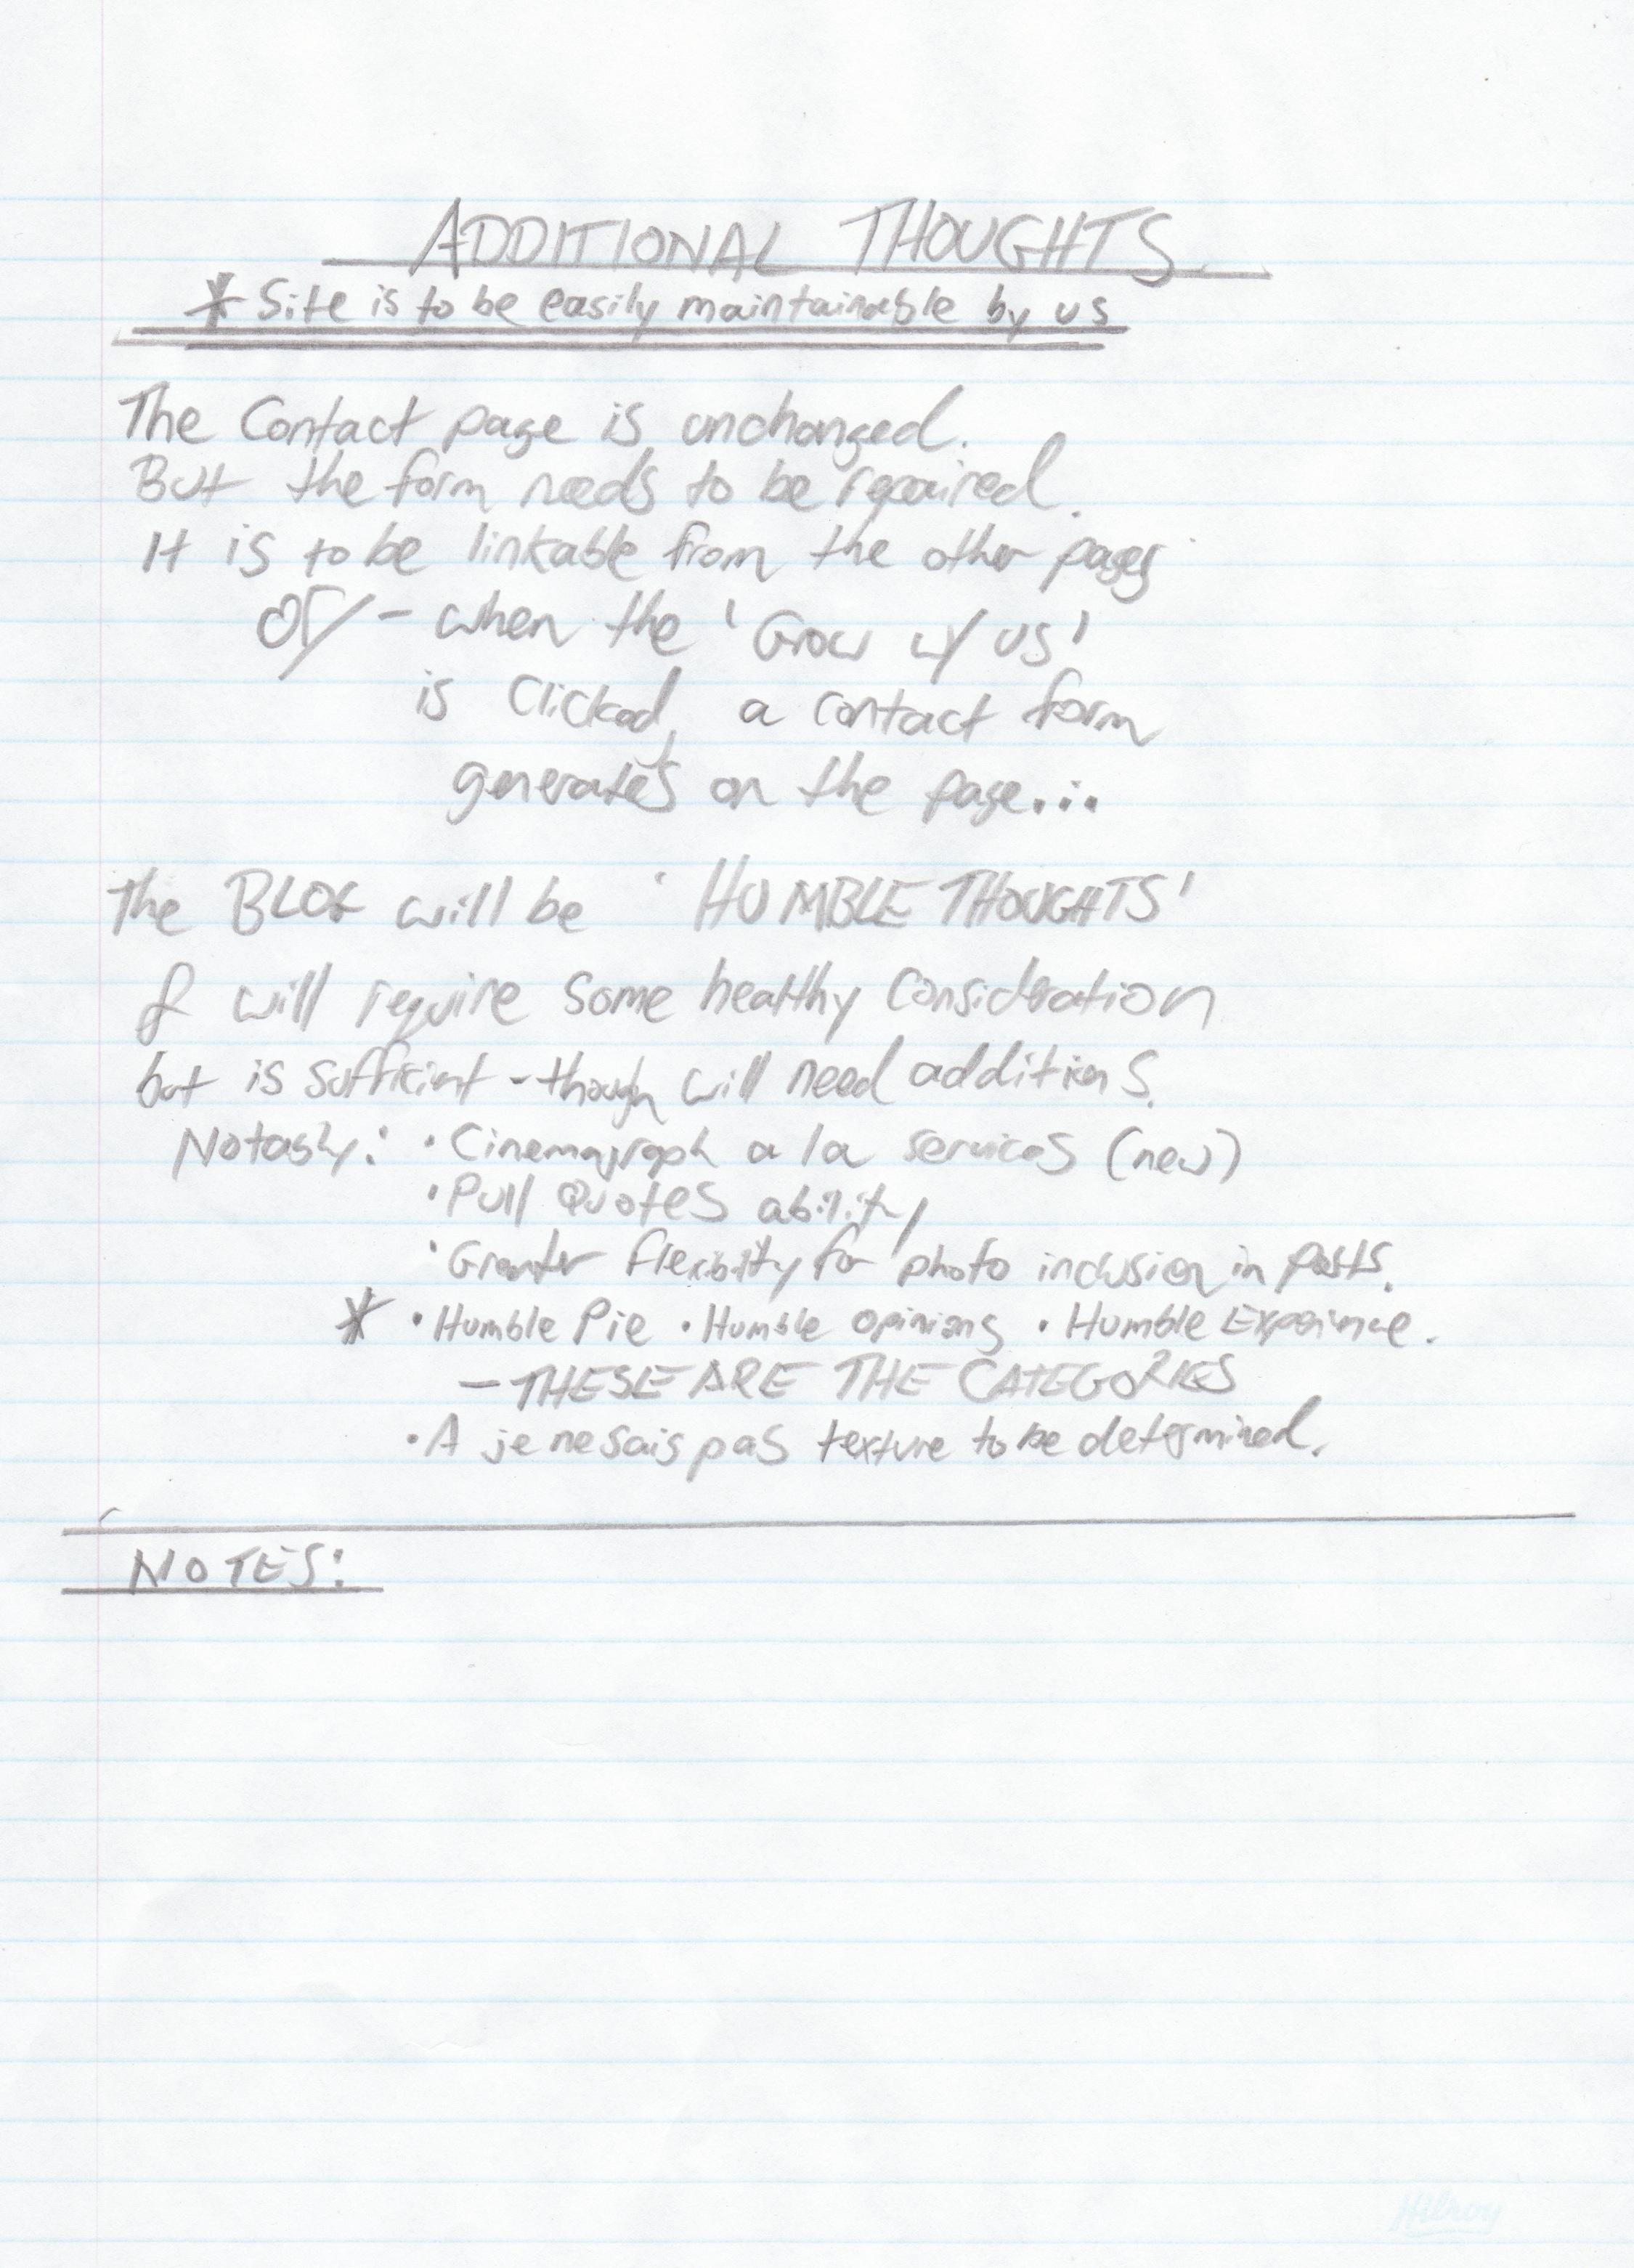 ADDITIONAL THOUGHTS
* Site is to be easily maintainable by us
The Contact page is unchanged.
But the form needs to be repaired.
It is to be linkable from the other pages
or/ - when the 'Grow w/ us'
is clicked, a contact form
generates on the page...
The BLOG will be 'HUMBLE THOUGHTS'
& will require some healthy consideration
but is sufficient - though will need additions.
Notably: • Cinemagraph a la services (new)
• Pull Quotes ability
• Greater flexibility for photo inclusion in posts.
* • Humble Pie • Humble opinions • Humble Experience.
- THESE ARE THE CATEGORIES
• A je ne sais pas texture to be determined.
NOTES:
Hilroy